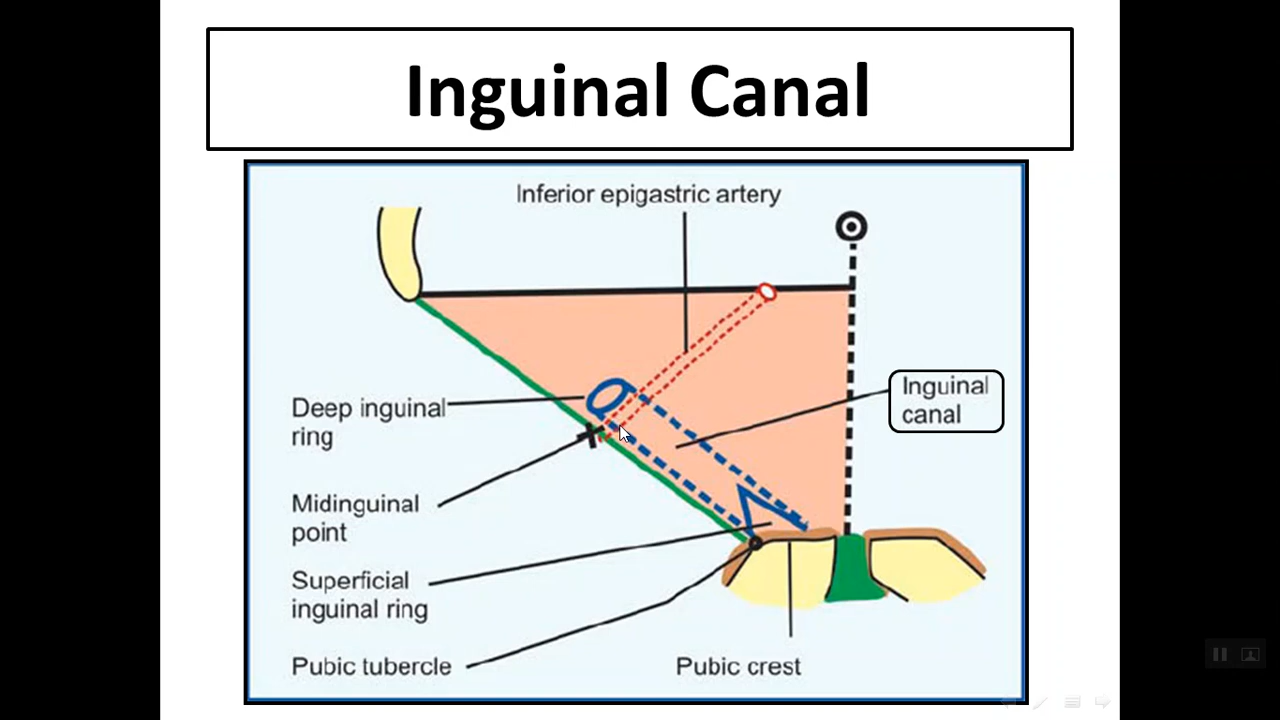 Inguinal Canal
Inferior epigastric artery
Inguinal
canal
Deep inguinal
ring
Midinguinal
point
Superficial
inguinal ring
Pubic tubercle
Pubic crest